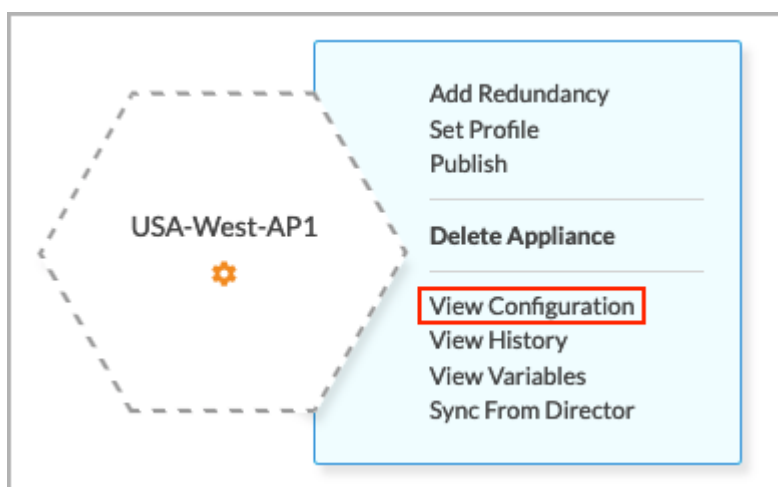 Add Redundancy
Set Profile
Publish
USA-West-AP1
Delete Appliance
View Configuration
View History
View Variables
Sync From Director